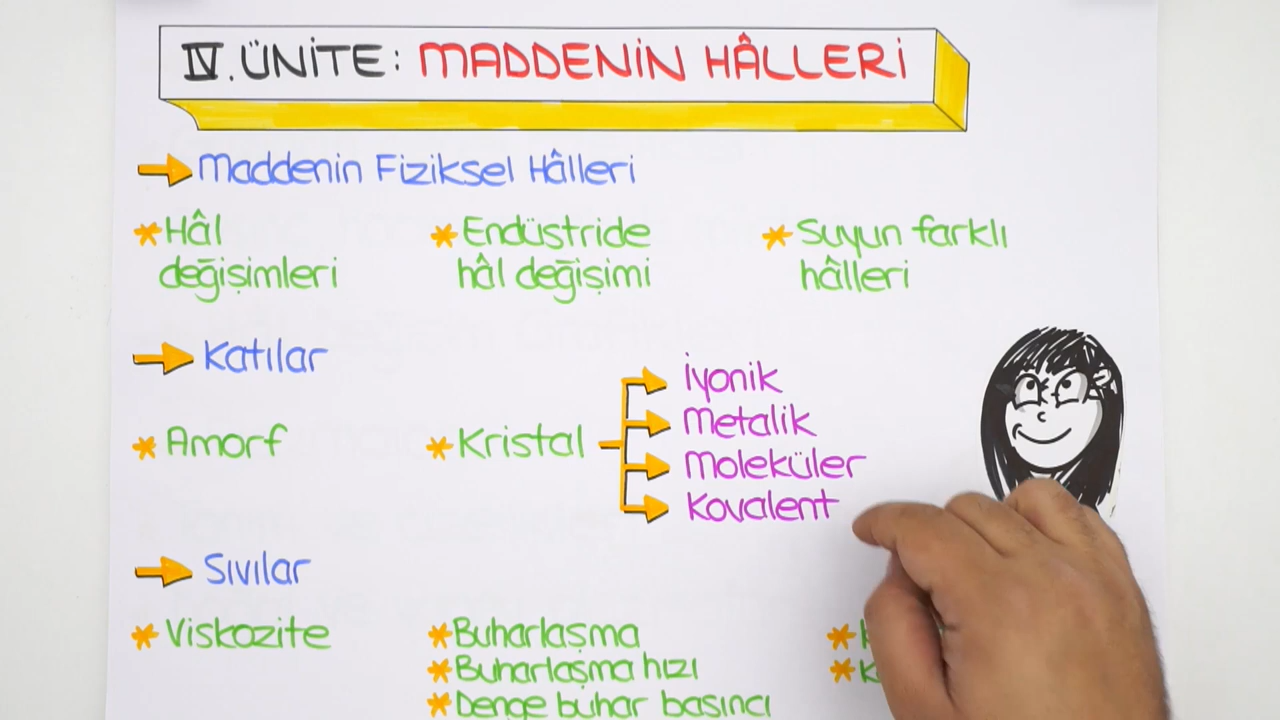 IV. ÜNİTE: MADDENİN HÂLLERİ
Maddenin Fiziksel Hâlleri
Hâl
değişimleri
Endüstride
hâl değişimi
Suyun farklı
hâlleri
Katılar
Amorf
Kristal
İyonik
Metalik
Moleküler
Kovalent
Sıvılar
Viskozite
Buharlaşma
Buharlaşma hızı
Denge buhar basıncı